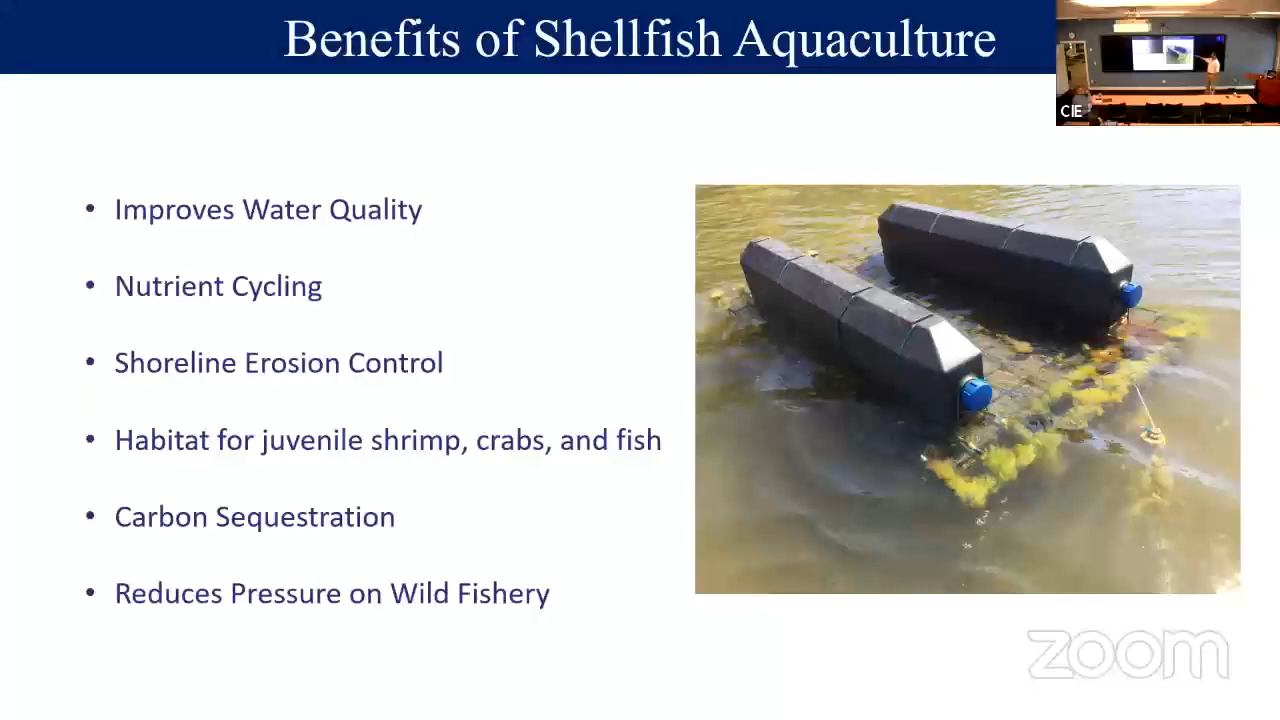 Benefits of Shellfish Aquaculture
CIE
• Improves Water Quality
• Nutrient Cycling
• Shoreline Erosion Control
• Habitat for juvenile shrimp, crabs, and fish
• Carbon Sequestration
• Reduces Pressure on Wild Fishery
zoom